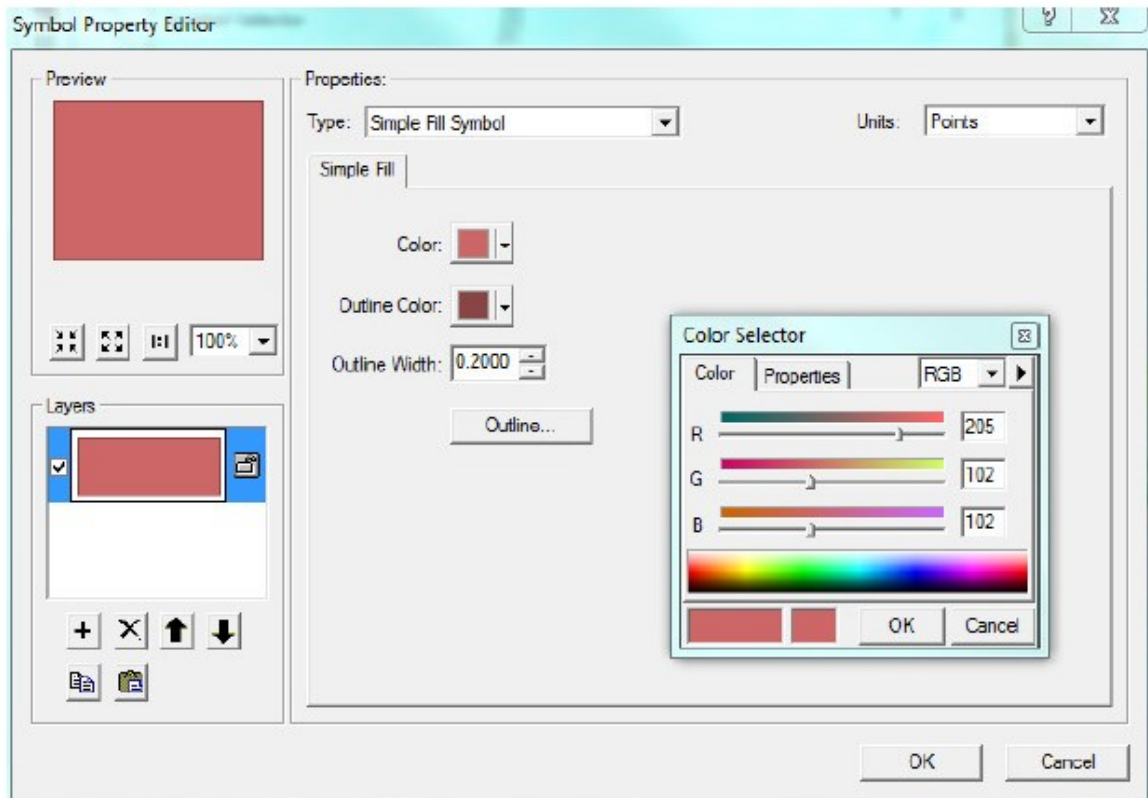 Symbol Property Editor
Preview
100%
Layers
Properties:
Type: Simple Fill Symbol
Units: Points
Simple Fill
Color:
Outline Color:
Outline Width: 0.2000
Outline...
Color Selector
Color Properties RGB
R 205
G 102
B 102
OK Cancel
OK Cancel